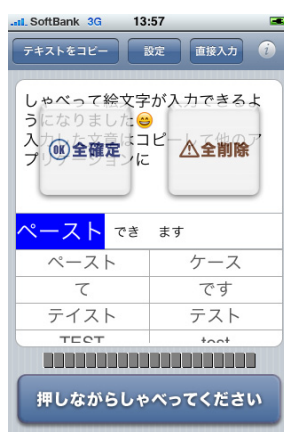 SoftBank 3G 13:57
テキストをコピー 設定 直接入力 i
しゃべって絵文字が入力できるよ
うになりました😄
入力した文章はコピーして他のア
プリケーションに
OK 全確定 全削除
ペースト でき ます
ペースト ケース
て です
テイスト テスト
TEST test
押しながらしゃべってください